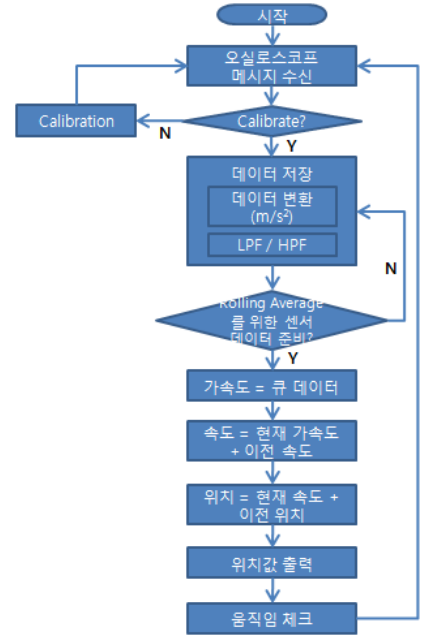 시작
오실로스코프
메시지 수신
Calibration
N
Calibrate?
Y
데이터 저장
데이터 변환
(m/s²)
LPF / HPF
N
Rolling Average
를 위한 센서
데이터 준비?
Y
가속도 = 큐 데이터
속도 = 현재 가속도
+ 이전 속도
위치 = 현재 속도 +
이전 위치
위치값 출력
움직임 체크